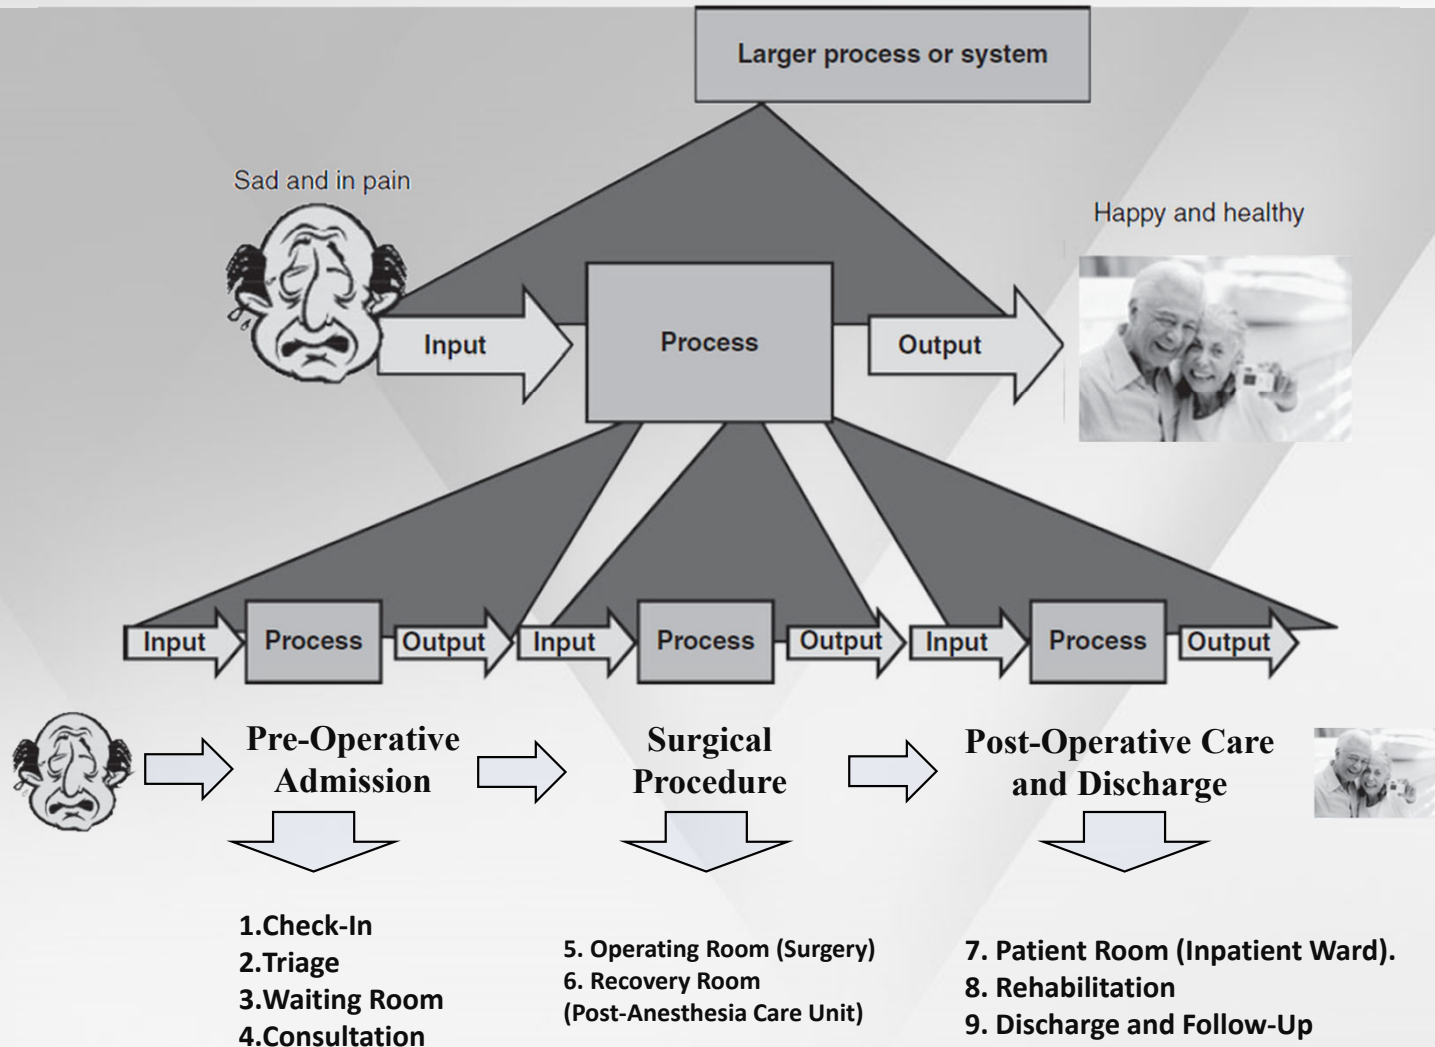 Larger process or system
Sad and in pain
Happy and healthy
Input
Process
Output
Input
Process
Output
Input
Process
Output
Input
Process
Output
Pre-Operative
Admission
Surgical
Procedure
Post-Operative Care
and Discharge
1.Check-In
2.Triage
3.Waiting Room
4.Consultation
5. Operating Room (Surgery)
6. Recovery Room
(Post-Anesthesia Care Unit)
7. Patient Room (Inpatient Ward).
8. Rehabilitation
9. Discharge and Follow-Up